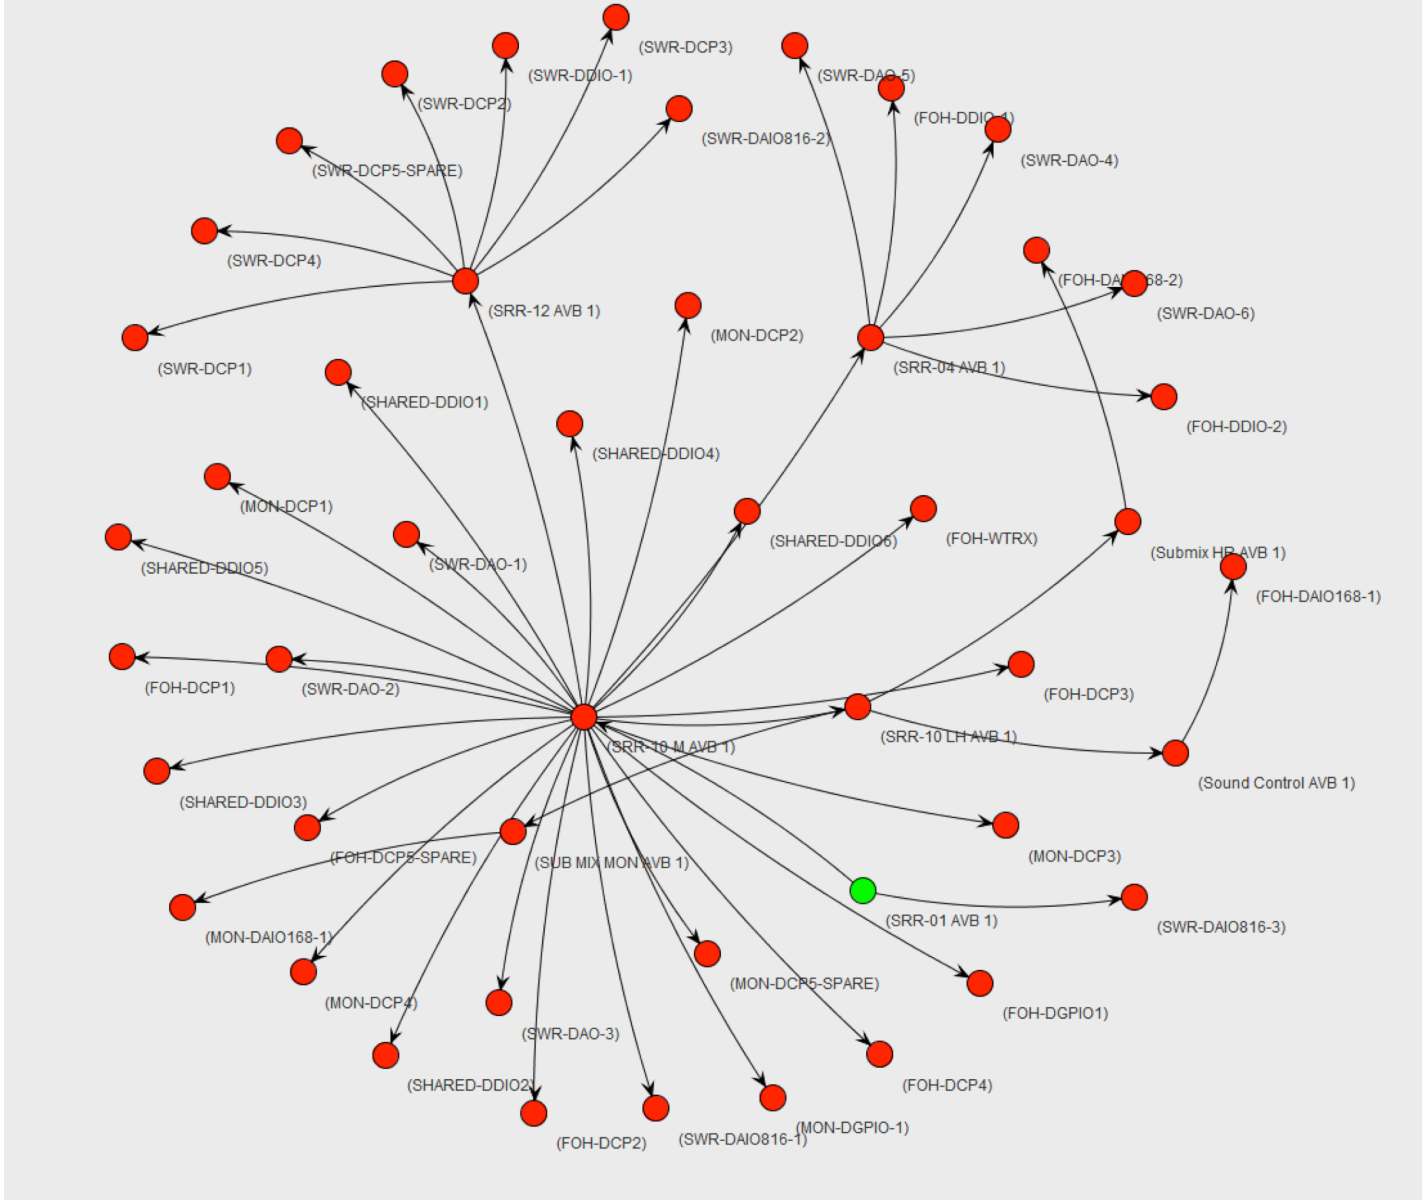 (SWR-DCP3)
(SWR-DDIO-1)
(SWR-DAO-5)
(SWR-DCP2)
(FOH-DDIO-1)
(SWR-DAIO816-2)
(SWR-DAO-4)
(SWR-DCP5-SPARE)
(SWR-DCP4)
(FOH-DAIO168-2)
(SRR-12 AVB 1)
(SWR-DAO-6)
(MON-DCP2)
(SWR-DCP1)
(SRR-04 AVB 1)
(SHARED-DDIO1)
(FOH-DDIO-2)
(SHARED-DDIO4)
(MON-DCP1)
(FOH-WTRX)
(SHARED-DDIO6)
(Submix HR AVB 1)
(SWR-DAO-1)
(SHARED-DDIO5)
(FOH-DAIO168-1)
(FOH-DCP1)
(SWR-DAO-2)
(FOH-DCP3)
(SRR-10 LH AVB 1)
(SRR-10 M AVB 1)
(Sound Control AVB 1)
(SHARED-DDIO3)
(FOH-DCP5-SPARE)
(MON-DCP3)
(SUB MIX MON AVB 1)
(SRR-01 AVB 1)
(SWR-DAIO816-3)
(MON-DAIO168-1)
(MON-DCP5-SPARE)
(MON-DCP4)
(FOH-DGPIO1)
(SWR-DAO-3)
(SHARED-DDIO2)
(FOH-DCP4)
(MON-DGPIO-1)
(SWR-DAIO816-1)
(FOH-DCP2)